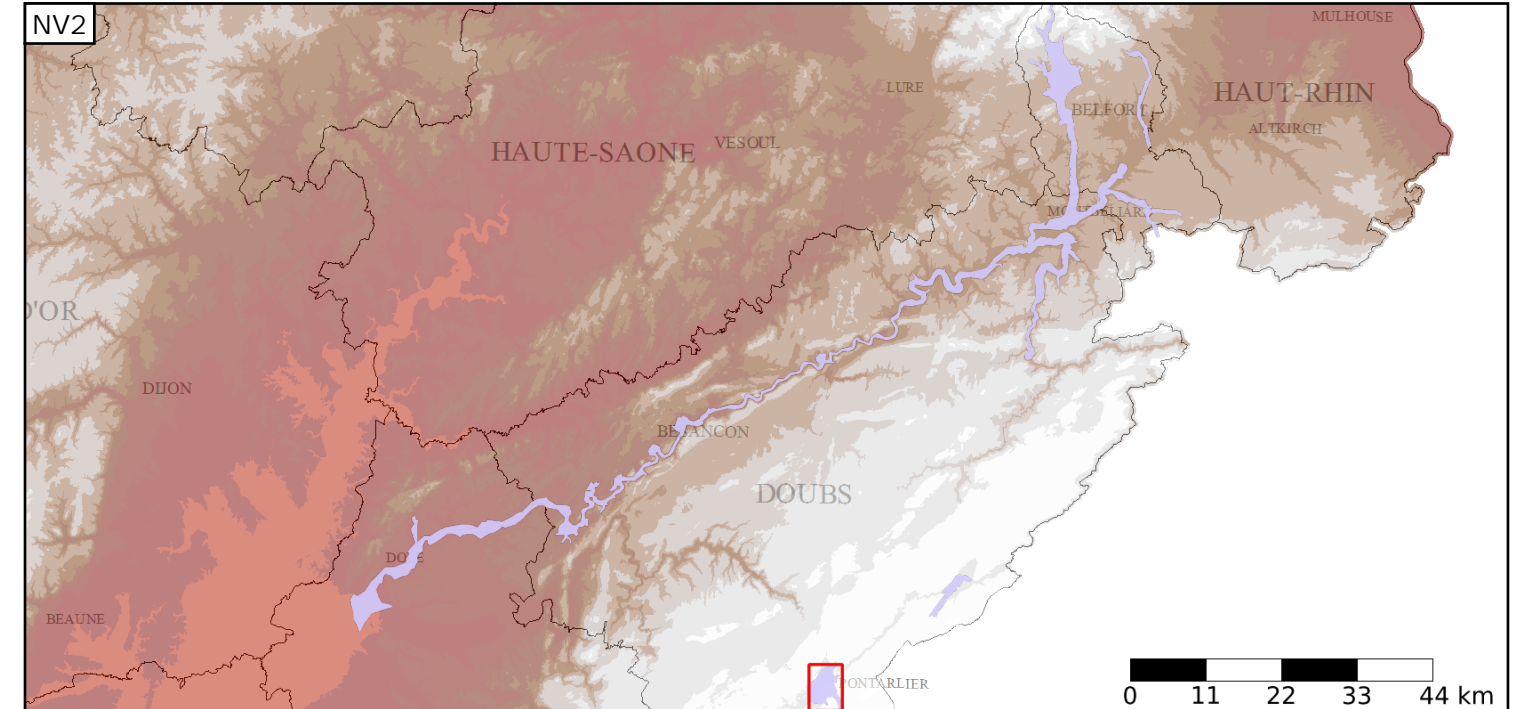 NV2
MULHOUSE
LURE
HAUT-RHIN
BELFORT
ALTKIRCH
HAUTE-SAONE
VESOUL
MONTBELIARD
D'OR
DIJON
BESANCON
DOUBS
DOLE
BEAUNE
PONTARLIER
0 11 22 33 44 km